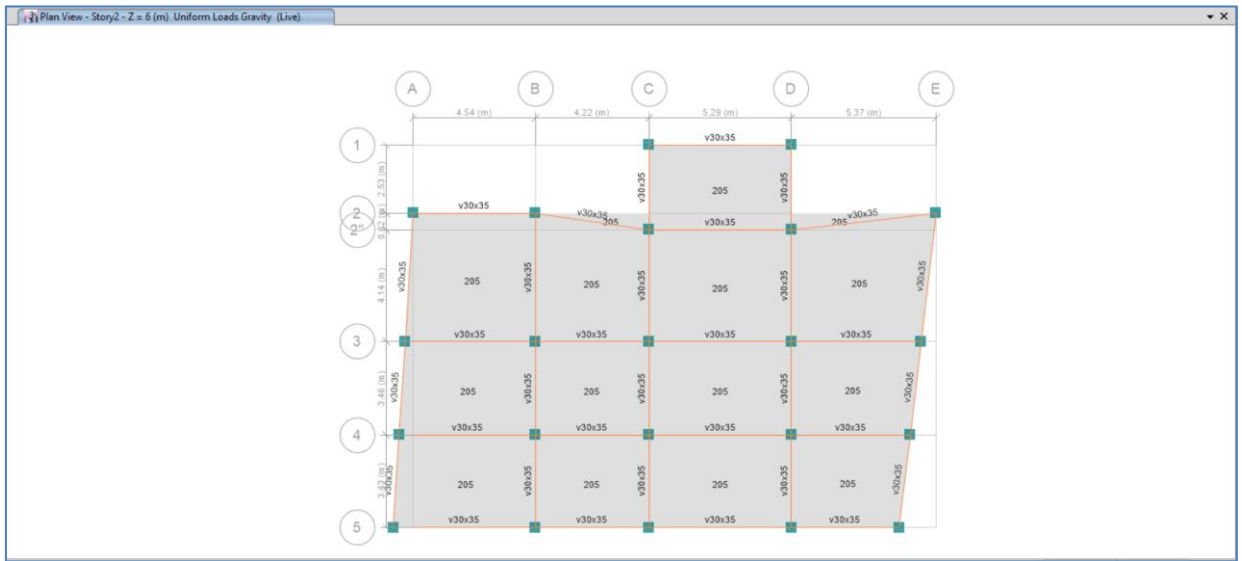 Plan View - Story2 - Z = 6 (m) Uniform Loads Gravity (Live)
A B C D E
4.54 (m) 4.22 (m) 5.29 (m) 5.37 (m)
1 v30x35
2.53 (m) v30x35 205 v30x35
2 v30x35 v30x35 205 205 v30x35
0.62 (m) v30x35
4.14 (m) v30x35 205 v30x35 205 v30x35 205 v30x35 205 v30x35
3 v30x35 v30x35 v30x35 v30x35
3.46 (m) v30x35 205 v30x35 205 v30x35 205 v30x35 205 v30x35
4 v30x35 v30x35 v30x35 v30x35
3.43 (m) v30x35 205 v30x35 205 v30x35 205 v30x35 205 v30x35
5 v30x35 v30x35 v30x35 v30x35